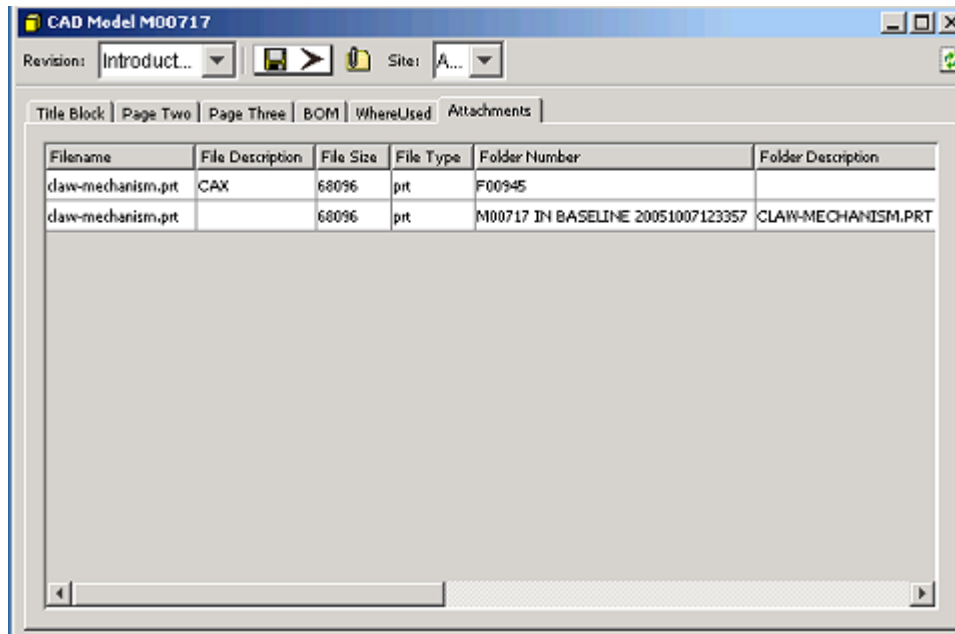 CAD Model M00717
Revision: Introduct... Site: A...
Title Block Page Two Page Three BOM WhereUsed Attachments
Filename File Description File Size File Type Folder Number Folder Description
claw-mechanism.prt CAX 68096 prt F00945
claw-mechanism.prt 68096 prt M00717 IN BASELINE 20051007123357 CLAW-MECHANISM.PRT